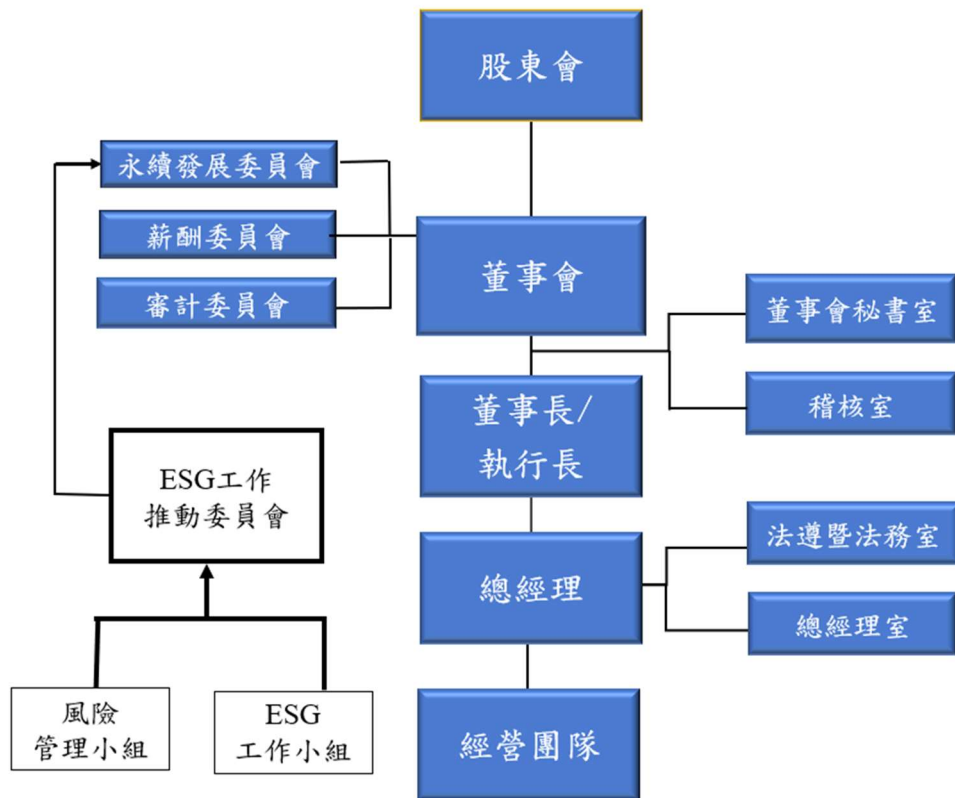 股東會
永續發展委員會
薪酬委員會
審計委員會
董事會
董事會秘書室
稽核室
董事長/
執行長
ESG工作
推動委員會
法遵暨法務室
總經理
總經理室
風險
管理小組
ESG
工作小組
經營團隊